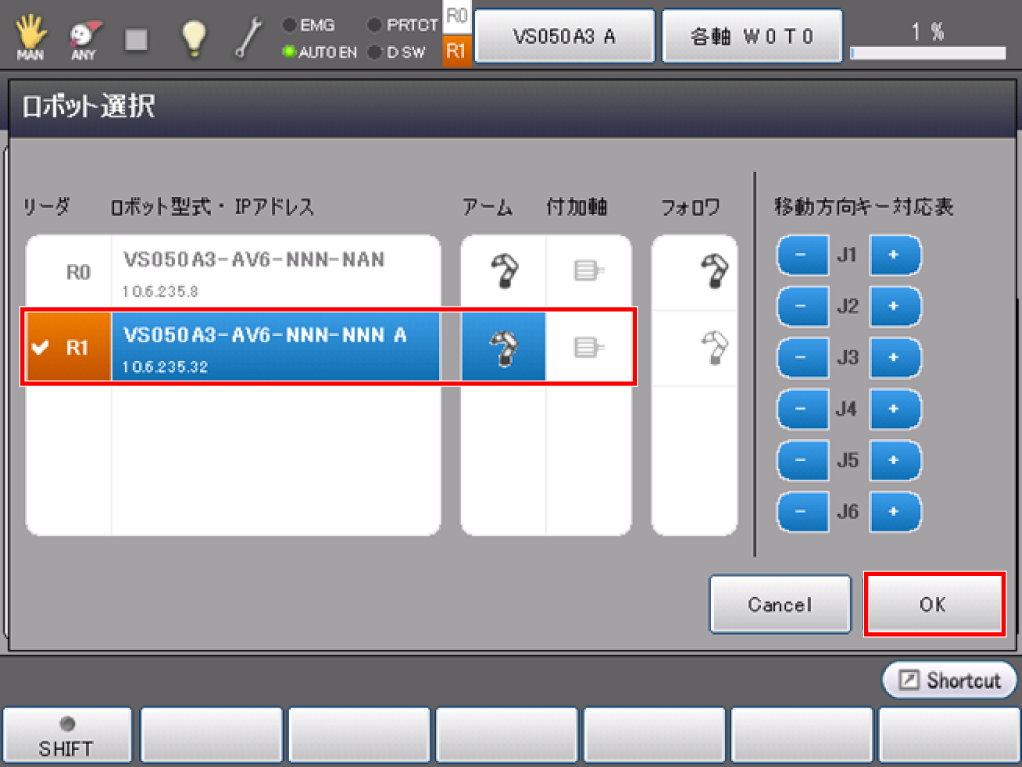 MAN
ANY
EMG
PRTCT
AUTO EN
D SW
R0
R1
VS050A3 A
各軸 W0T0
1 %
ロボット選択
リーダ ロボット型式・IPアドレス アーム 付加軸 フォロワ 移動方向キー対応表
R0 VS050A3-AV6-NNN-NAN
10.6.235.8
R1 VS050A3-AV6-NNN-NNN A
10.6.235.32
- J1 +
- J2 +
- J3 +
- J4 +
- J5 +
- J6 +
Cancel OK
Shortcut
SHIFT